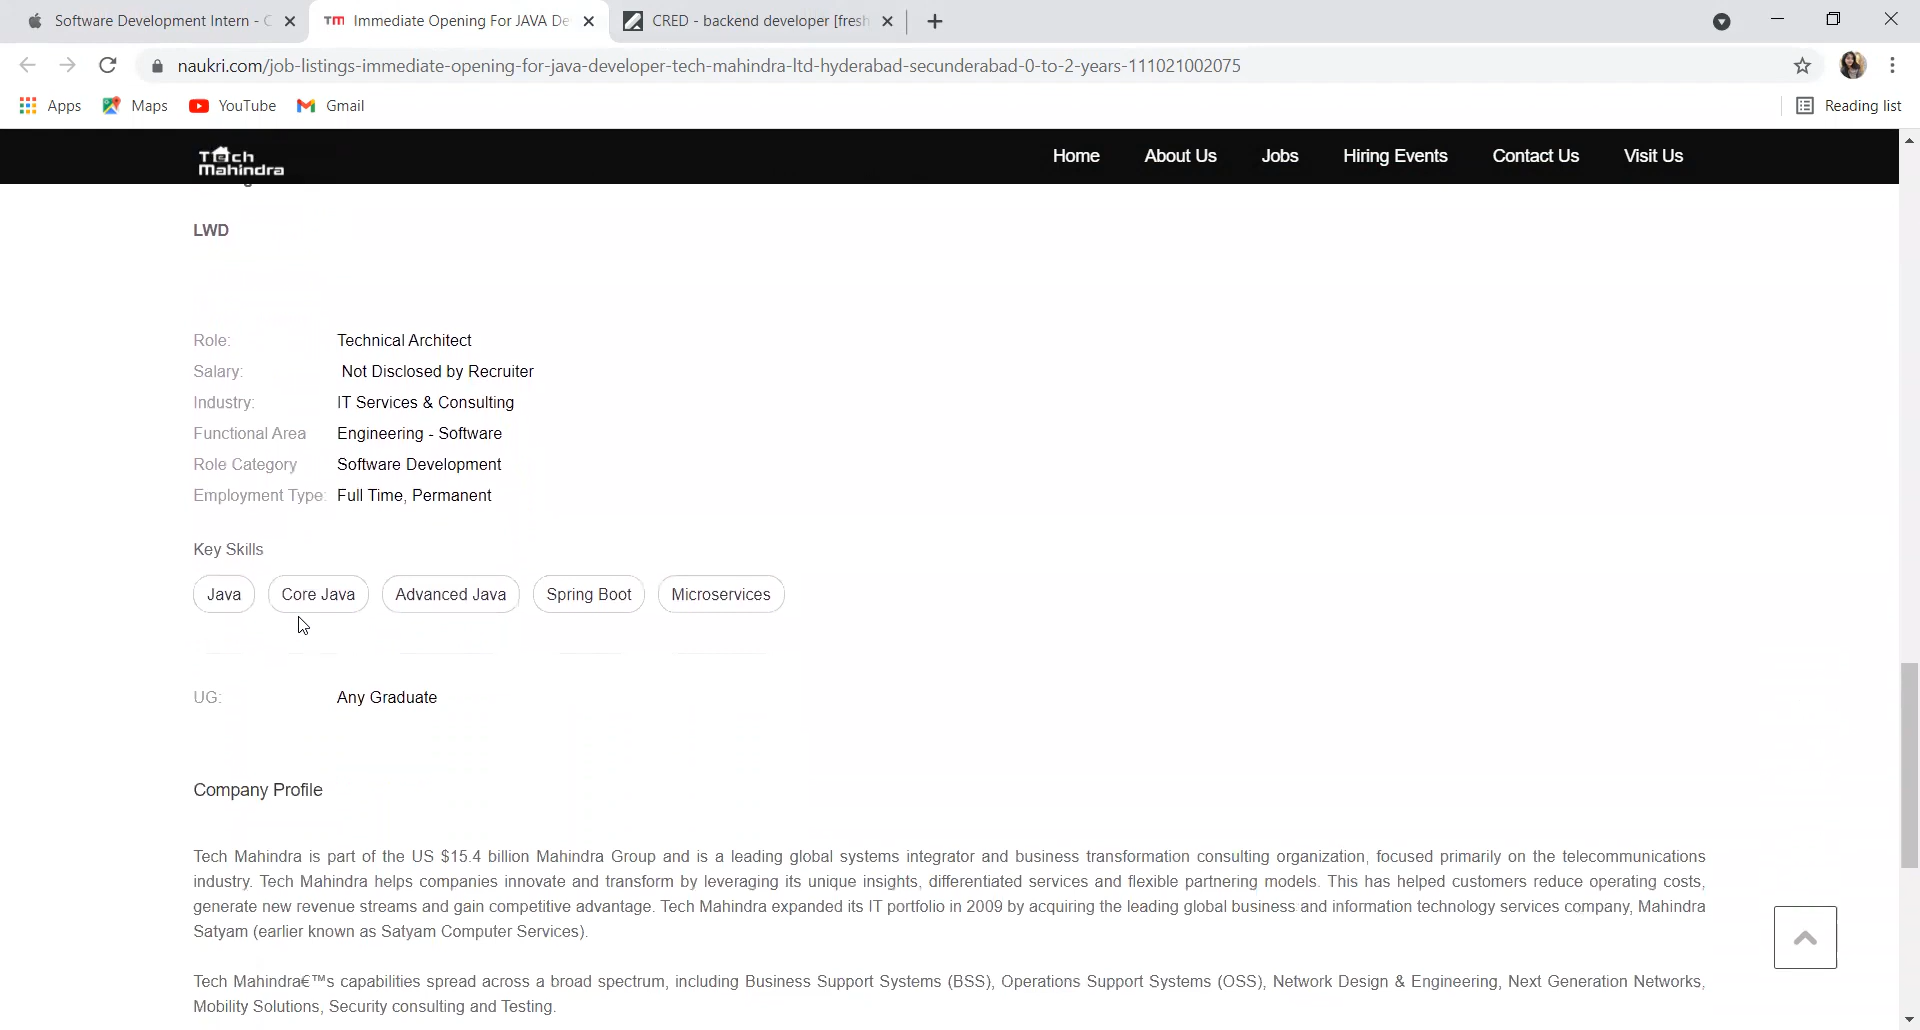 Software Development Intern - C
Immediate Opening For JAVA De
CRED - backend developer [fresh
naukri.com/job-listings-immediate-opening-for-java-developer-tech-mahindra-ltd-hyderabad-secunderabad-0-to-2-years-111021002075
Apps Maps YouTube Gmail Reading list
Tech Mahindra
Home About Us Jobs Hiring Events Contact Us Visit Us
LWD
Role: Technical Architect
Salary: Not Disclosed by Recruiter
Industry: IT Services & Consulting
Functional Area Engineering - Software
Role Category Software Development
Employment Type: Full Time, Permanent
Key Skills
Java Core Java Advanced Java Spring Boot Microservices
UG: Any Graduate
Company Profile
Tech Mahindra is part of the US $15.4 billion Mahindra Group and is a leading global systems integrator and business transformation consulting organization, focused primarily on the telecommunications
industry. Tech Mahindra helps companies innovate and transform by leveraging its unique insights, differentiated services and flexible partnering models. This has helped customers reduce operating costs,
generate new revenue streams and gain competitive advantage. Tech Mahindra expanded its IT portfolio in 2009 by acquiring the leading global business and information technology services company, Mahindra
Satyam (earlier known as Satyam Computer Services).
Tech Mahindra€™s capabilities spread across a broad spectrum, including Business Support Systems (BSS), Operations Support Systems (OSS), Network Design & Engineering, Next Generation Networks,
Mobility Solutions, Security consulting and Testing.